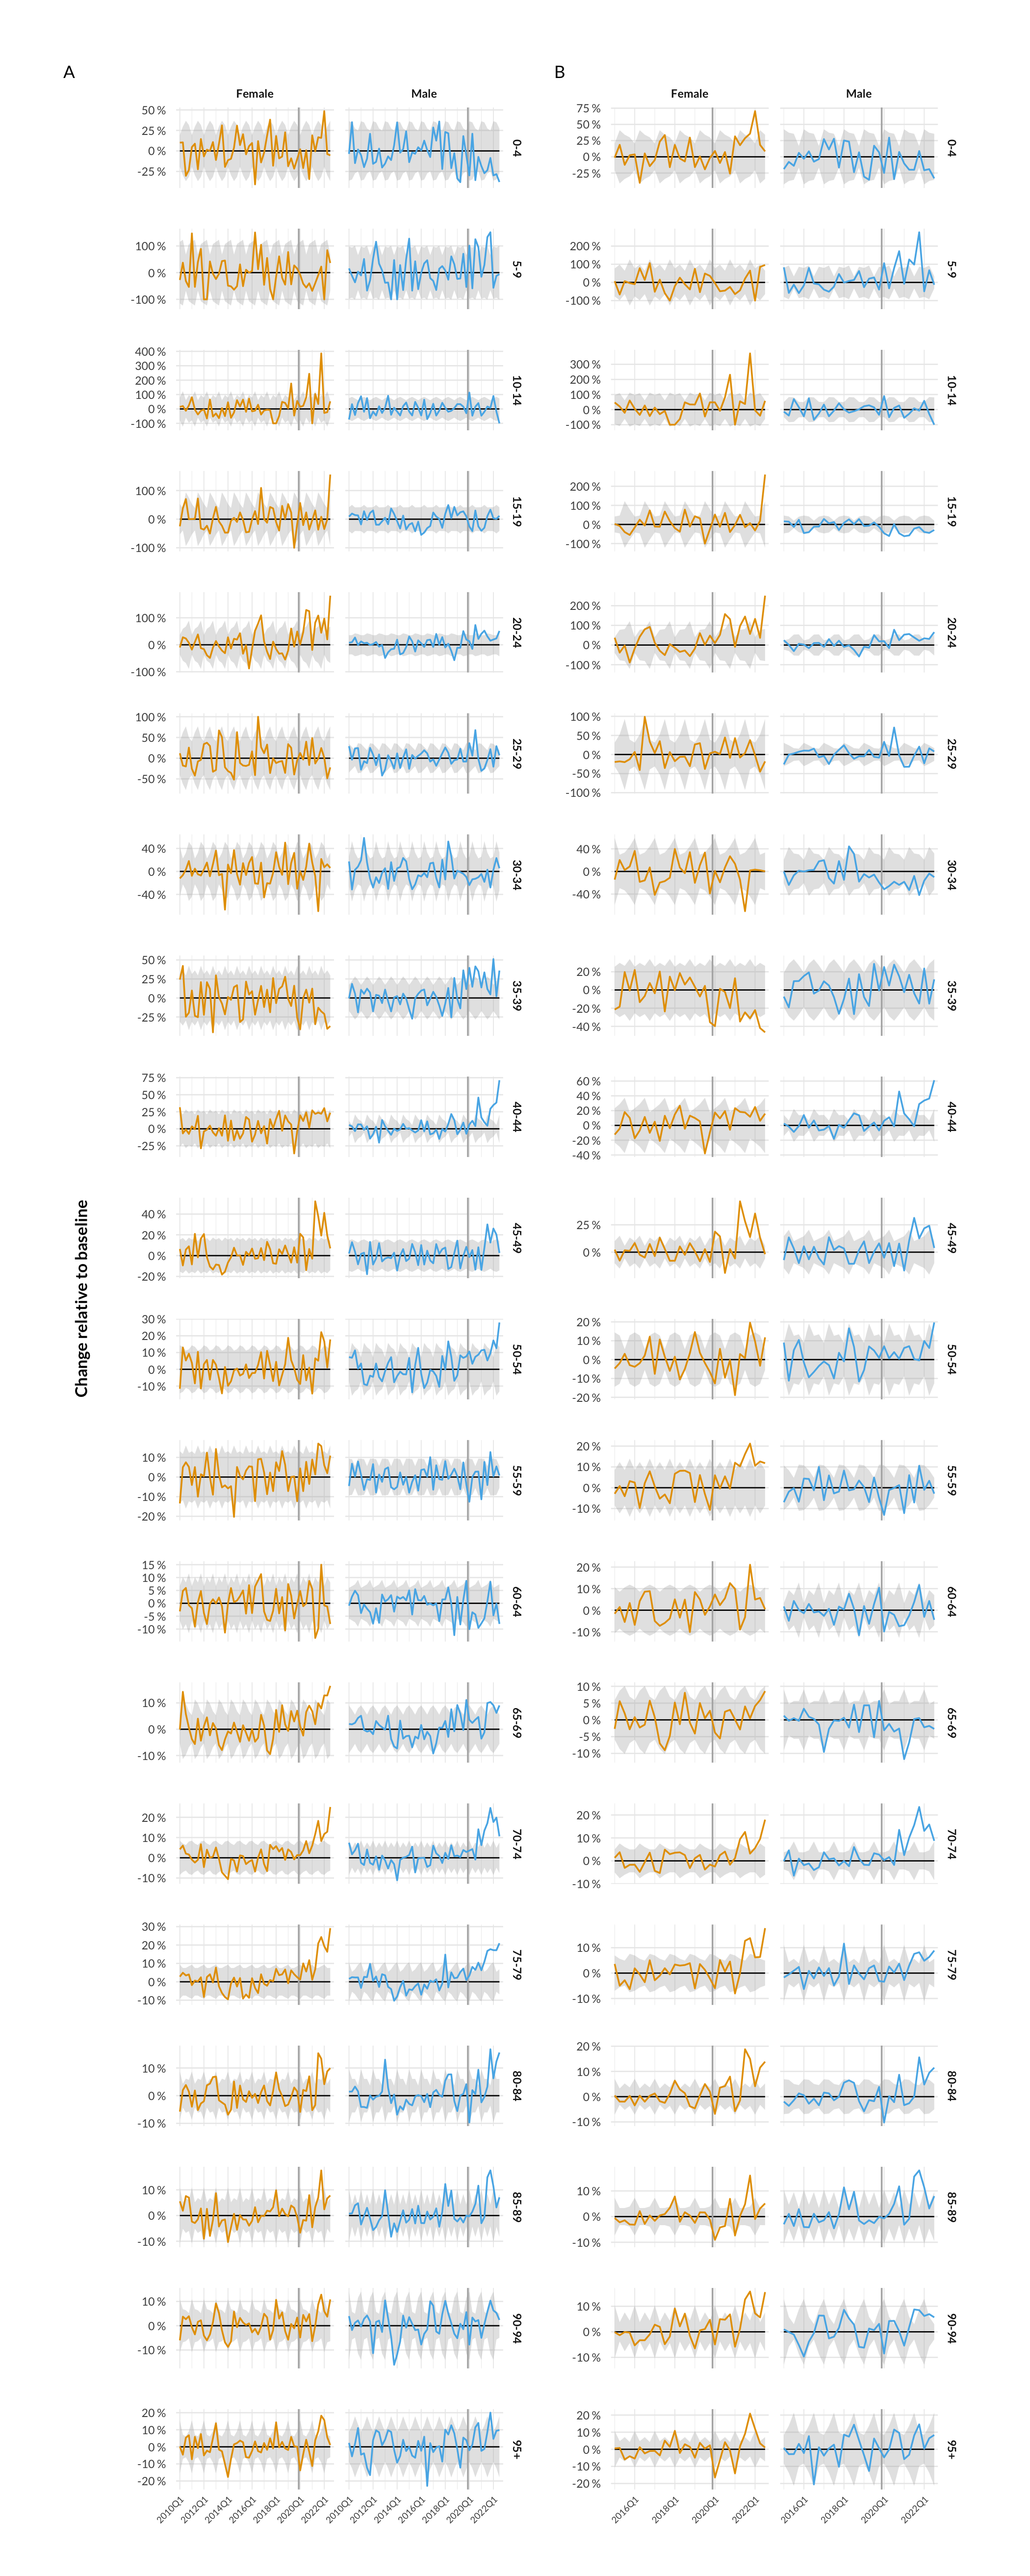 A
B
Female Male Female Male
50 % 25 % 0 % -25 % 75 % 50 % 25 % 0 % -25 % 0-4 0-4
100 % 0 % -100 % 200 % 100 % 0 % -100 % 5-9 5-9
400 % 300 % 200 % 100 % 0 % -100 % 300 % 200 % 100 % 0 % -100 % 10-14 10-14
100 % 0 % -100 % 200 % 100 % 0 % -100 % 15-19 15-19
100 % 0 % -100 % 200 % 100 % 0 % -100 % 20-24 20-24
100 % 50 % 0 % -50 % 100 % 50 % 0 % -50 % -100 % 25-29 25-29
40 % 0 % -40 % 40 % 0 % -40 % 30-34 30-34
50 % 25 % 0 % -25 % 20 % 0 % -20 % -40 % 35-39 35-39
75 % 50 % 25 % 0 % -25 % 60 % 40 % 20 % 0 % -20 % -40 % 40-44 40-44
Change relative to baseline
40 % 20 % 0 % -20 % 25 % 0 % 45-49 45-49
30 % 20 % 10 % 0 % -10 % 20 % 10 % 0 % -10 % -20 % 50-54 50-54
10 % 0 % -10 % -20 % 20 % 10 % 0 % -10 % 55-59 55-59
15 % 10 % 5 % 0 % -5 % -10 % 20 % 10 % 0 % -10 % 60-64 60-64
10 % 0 % -10 % 10 % 5 % 0 % -5 % -10 % 65-69 65-69
20 % 10 % 0 % -10 % 20 % 10 % 0 % -10 % 70-74 70-74
30 % 20 % 10 % 0 % -10 % 10 % 0 % -10 % 75-79 75-79
10 % 0 % -10 % 20 % 10 % 0 % -10 % 80-84 80-84
10 % 0 % -10 % 10 % 0 % -10 % 85-89 85-89
10 % 0 % -10 % 10 % 0 % -10 % 90-94 90-94
20 % 10 % 0 % -10 % -20 % 20 % 10 % 0 % -10 % -20 % 95+ 95+
2010Q1 2012Q1 2014Q1 2016Q1 2018Q1 2020Q1 2022Q1 2010Q1 2012Q1 2014Q1 2016Q1 2018Q1 2020Q1 2022Q1 2016Q1 2018Q1 2020Q1 2022Q1 2016Q1 2018Q1 2020Q1 2022Q1